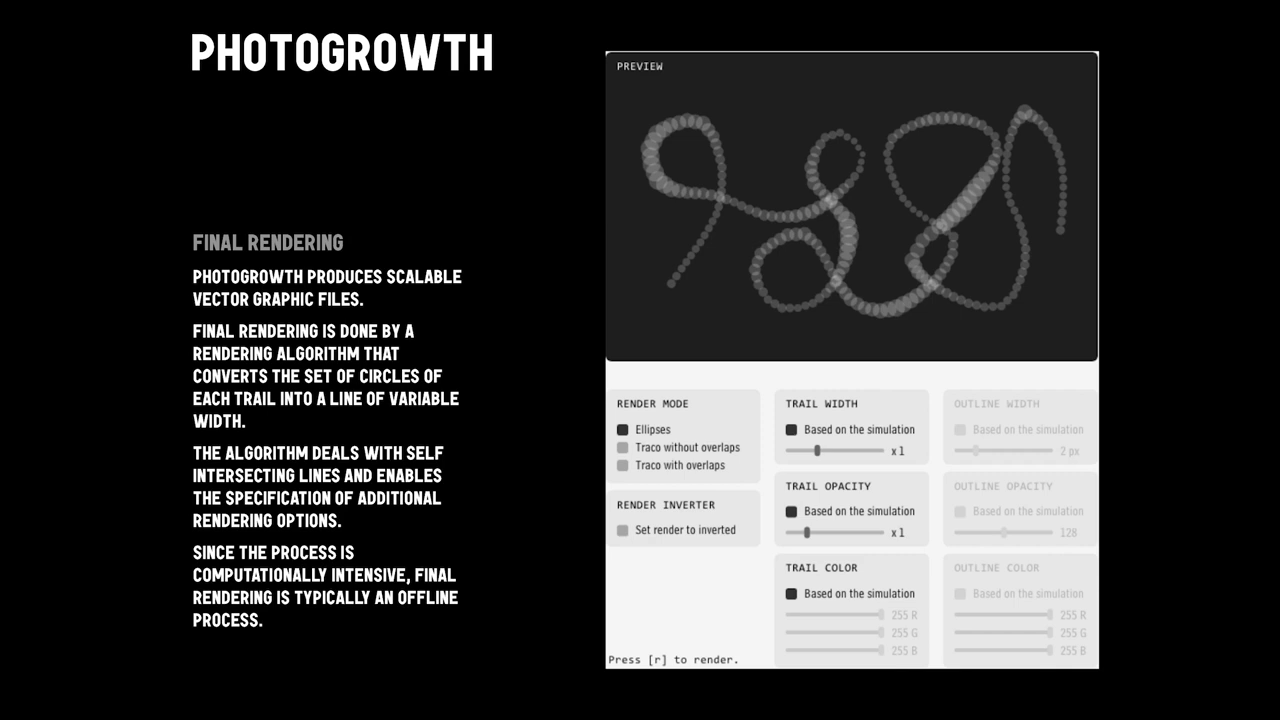 PHOTOGROWTH
FINAL RENDERING
PHOTOGROWTH PRODUCES SCALABLE
VECTOR GRAPHIC FILES.
FINAL RENDERING IS DONE BY A
RENDERING ALGORITHM THAT
CONVERTS THE SET OF CIRCLES OF
EACH TRAIL INTO A LINE OF VARIABLE
WIDTH.
THE ALGORITHM DEALS WITH SELF
INTERSECTING LINES AND ENABLES
THE SPECIFICATION OF ADDITIONAL
RENDERING OPTIONS.
SINCE THE PROCESS IS
COMPUTATIONALLY INTENSIVE, FINAL
RENDERING IS TYPICALLY AN OFFLINE
PROCESS.
PREVIEW
RENDER MODE
Ellipses
Traco without overlaps
Traco with overlaps
RENDER INVERTER
Set render to inverted
TRAIL WIDTH
Based on the simulation
x1
TRAIL OPACITY
Based on the simulation
x1
TRAIL COLOR
Based on the simulation
255 R
255 G
255 B
OUTLINE WIDTH
Based on the simulation
2 px
OUTLINE OPACITY
Based on the simulation
128
OUTLINE COLOR
Based on the simulation
255 R
255 G
255 B
Press [r] to render.